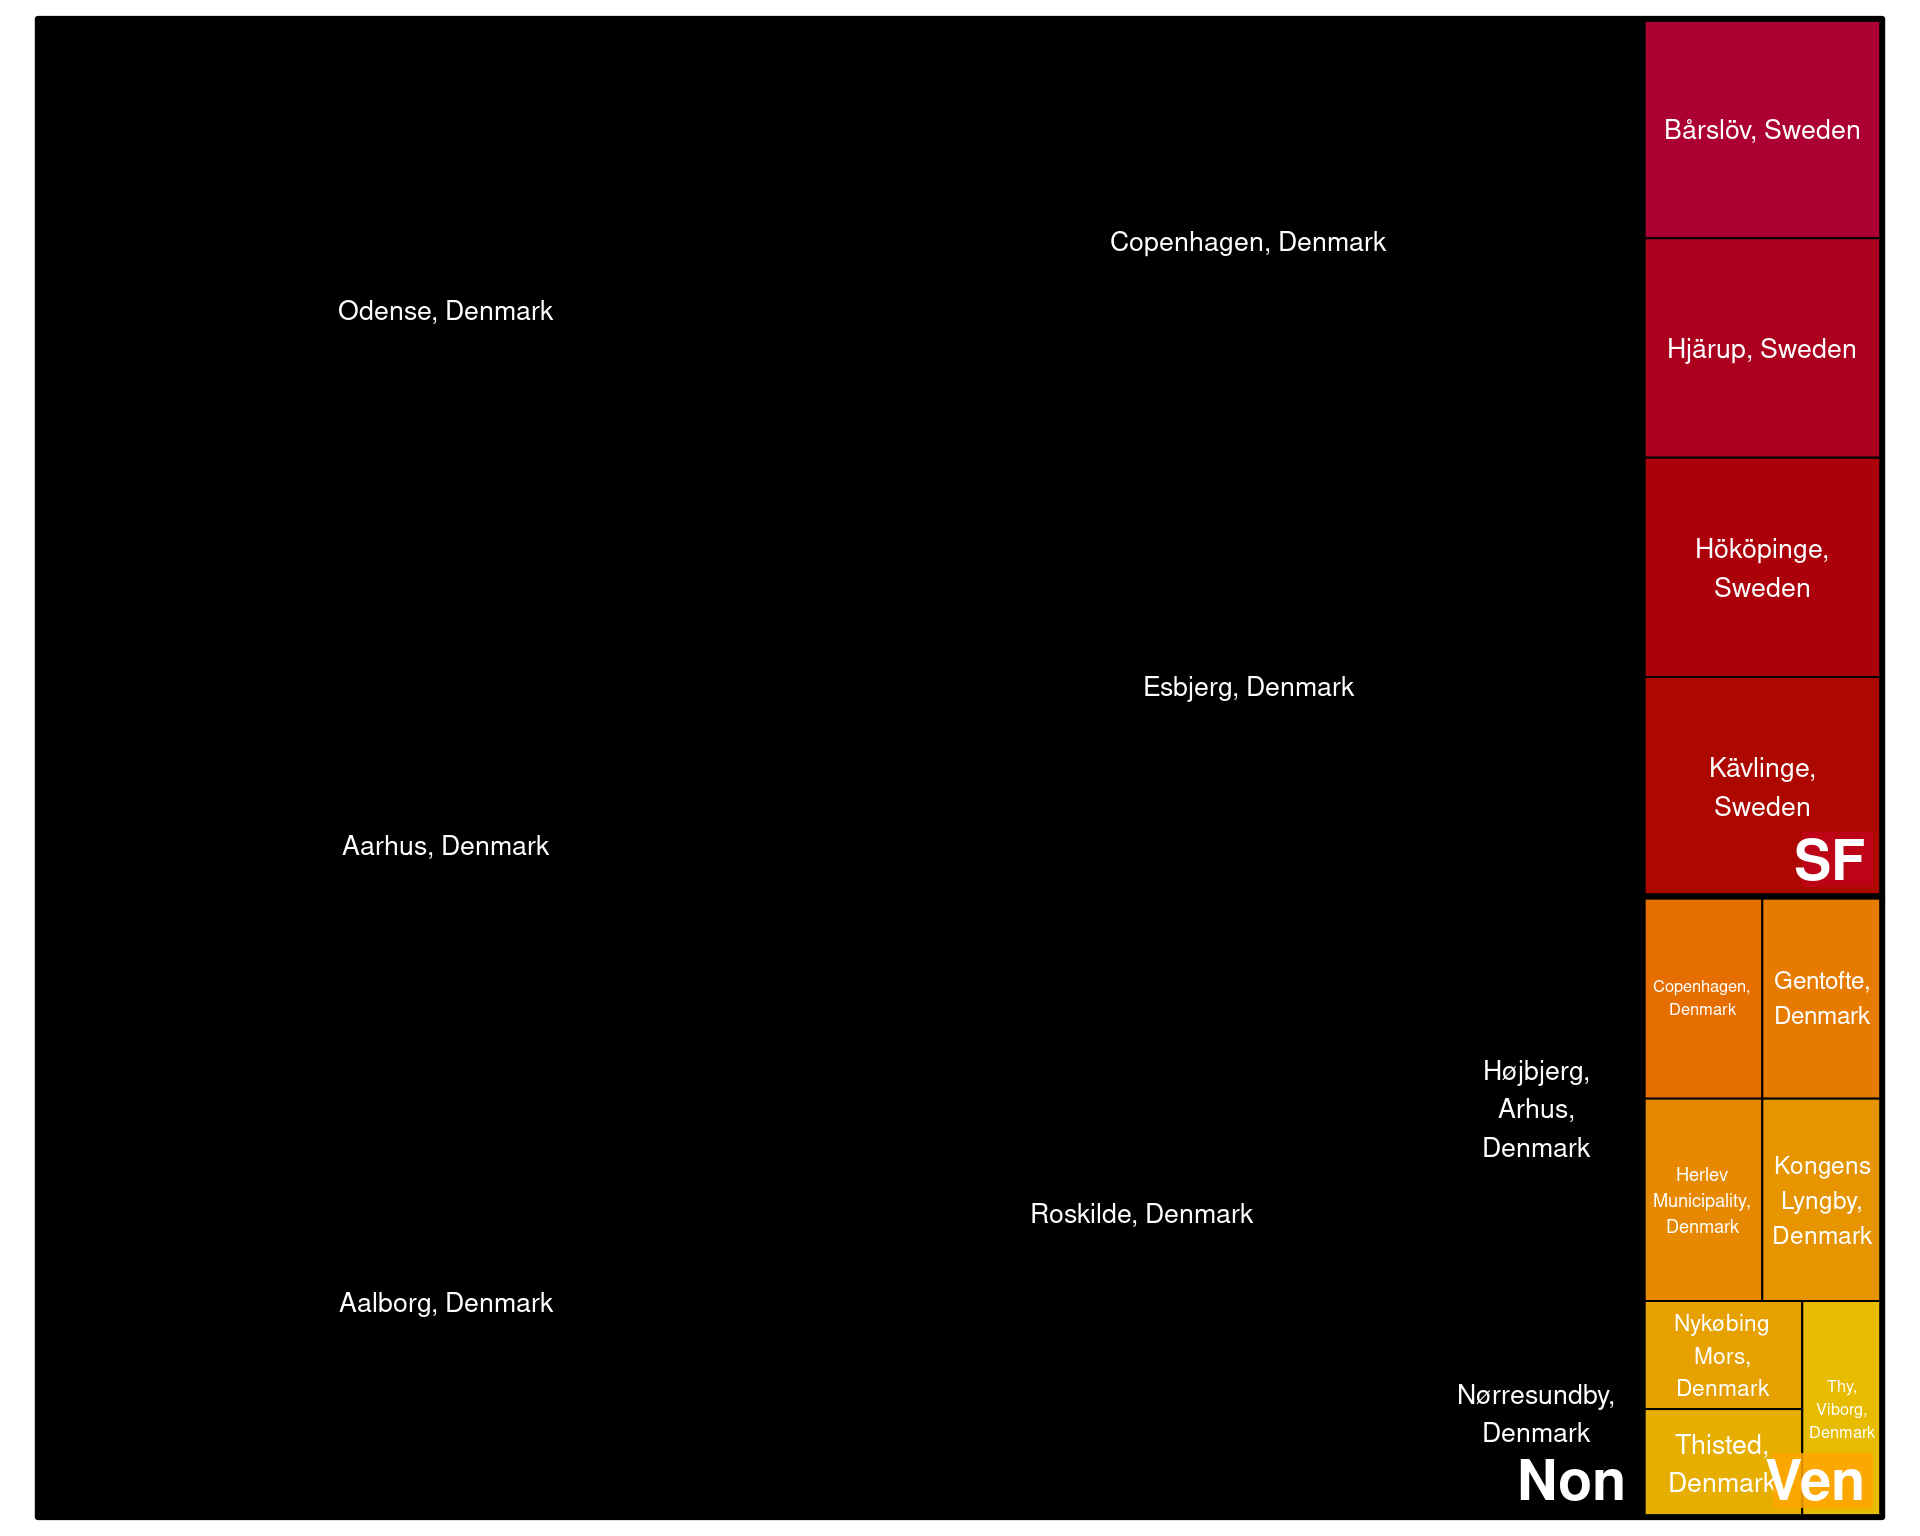 Odense, Denmark
Aarhus, Denmark
Aalborg, Denmark
Copenhagen, Denmark
Esbjerg, Denmark
Roskilde, Denmark
Højbjerg,
Arhus,
Denmark
Nørresundby,
Denmark
Non
Bårslöv, Sweden
Hjärup, Sweden
Hököpinge,
Sweden
Kävlinge,
Sweden
SF
Copenhagen,
Denmark
Gentofte,
Denmark
Herlev
Municipality,
Denmark
Kongens
Lyngby,
Denmark
Nykøbing
Mors,
Denmark
Thisted,
Denmark
Thy,
Viborg,
Denmark
Ven